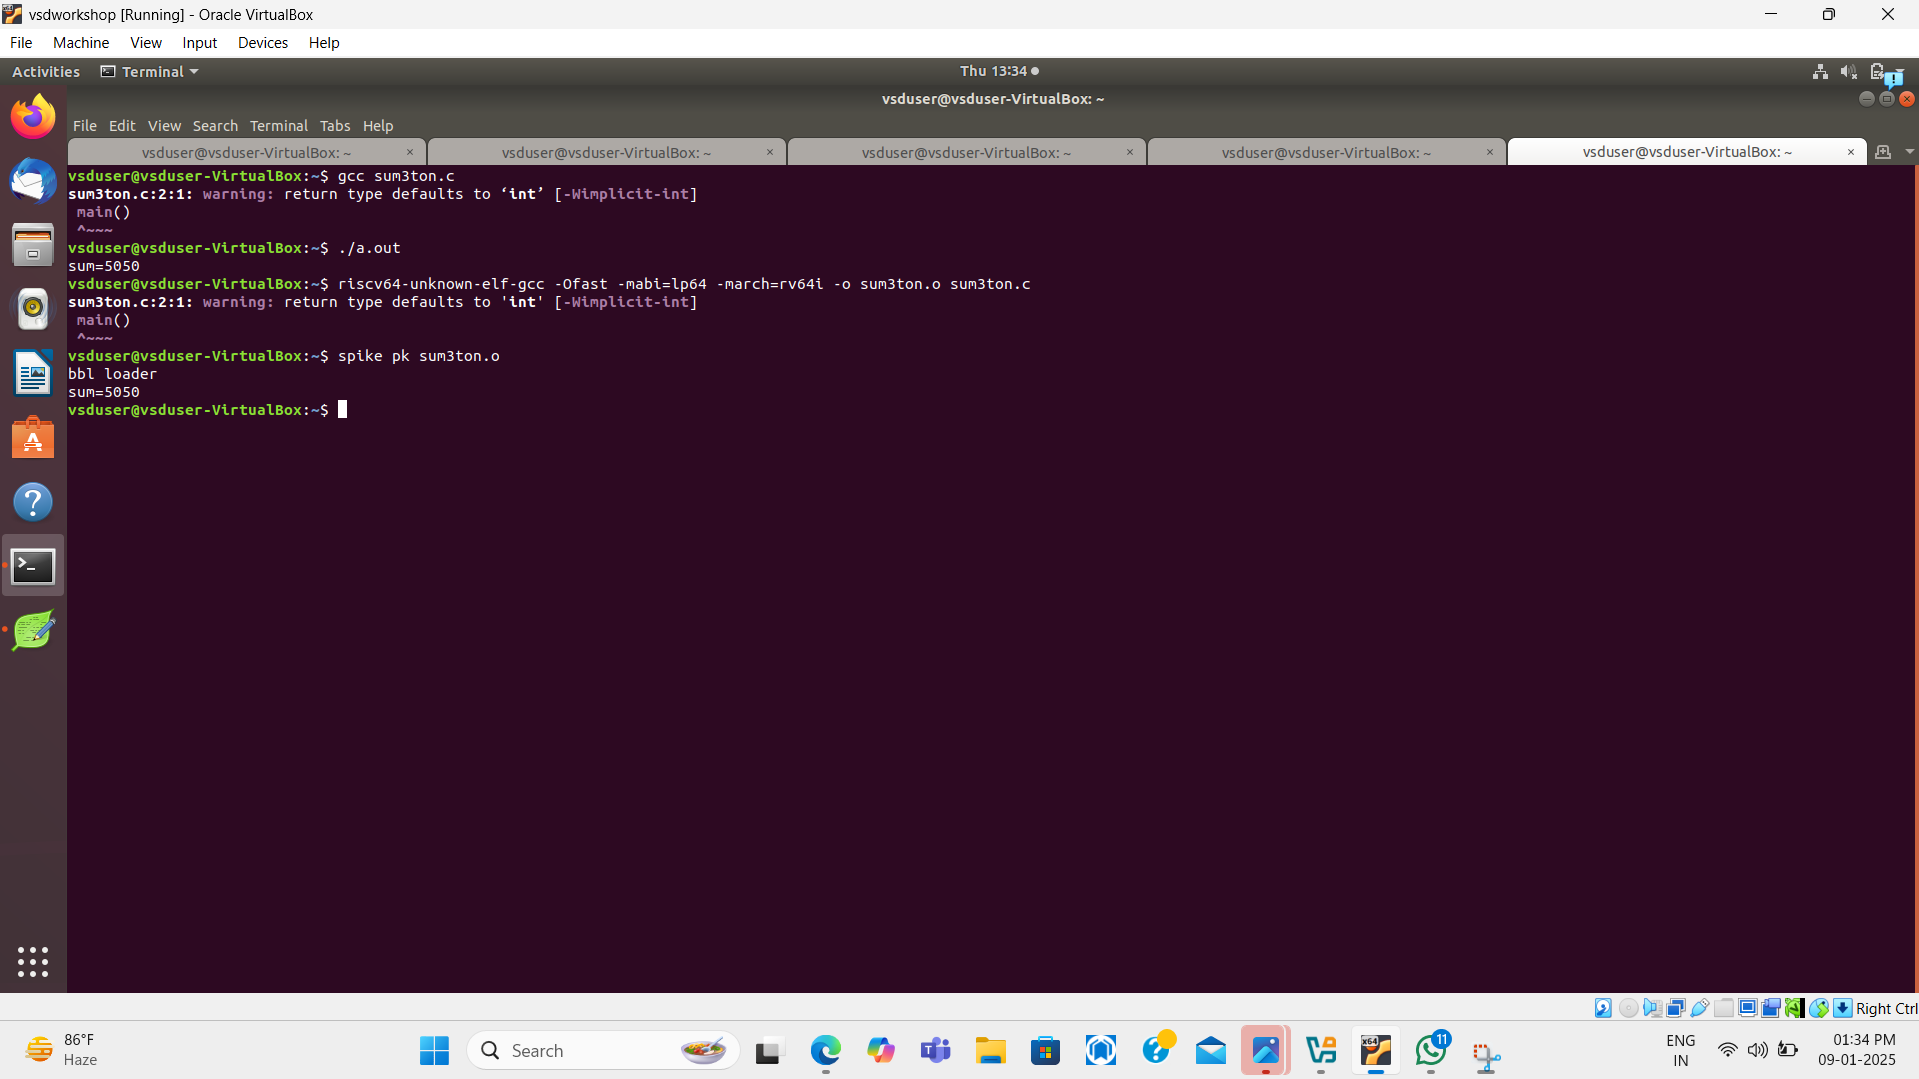 vsdworkshop [Running] - Oracle VirtualBox
File Machine View Input Devices Help
Activities Terminal Thu 13:34
vsduser@vsduser-VirtualBox: ~
File Edit View Search Terminal Tabs Help
vsduser@vsduser-VirtualBox: ~ × vsduser@vsduser-VirtualBox: ~ × vsduser@vsduser-VirtualBox: ~ × vsduser@vsduser-VirtualBox: ~ × vsduser@vsduser-VirtualBox: ~ ×
vsduser@vsduser-VirtualBox:~$ gcc sum3ton.c
sum3ton.c:2:1: warning: return type defaults to ‘int’ [-Wimplicit-int]
main()
^~~~
vsduser@vsduser-VirtualBox:~$ ./a.out
sum=5050
vsduser@vsduser-VirtualBox:~$ riscv64-unknown-elf-gcc -Ofast -mabi=lp64 -march=rv64i -o sum3ton.o sum3ton.c
sum3ton.c:2:1: warning: return type defaults to 'int' [-Wimplicit-int]
main()
^~~~
vsduser@vsduser-VirtualBox:~$ spike pk sum3ton.o
bbl loader
sum=5050
vsduser@vsduser-VirtualBox:~$
Right Ctrl
86°F
Haze
Search
11
ENG
IN
01:34 PM
09-01-2025